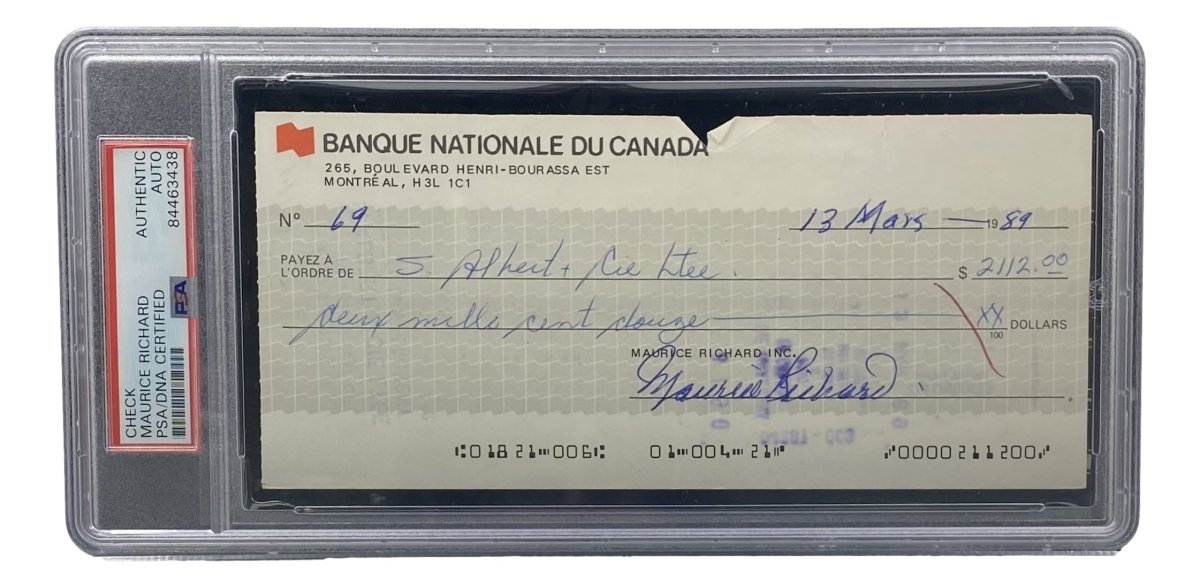 CHECK
MAURICE RICHARD
PSA/DNA CERTIFIED
AUTHENTIC
AUTO
84463438
PSA
BANQUE NATIONALE DU CANADA
265, BOULEVARD HENRI-BOURASSA EST
MONTRÉAL, H3L 1C1
Nº 69 13 Mars 1989
PAYEZ À
L'ORDRE DE S. Albert + Cie Ltee. $ 2112.00
deux mille cent douze XX/100 DOLLARS
MAURICE RICHARD INC.
Maurice Richard
⑆01821⑉006⑆ 01⑉004⑉21⑈ ⑇0000211200⑇